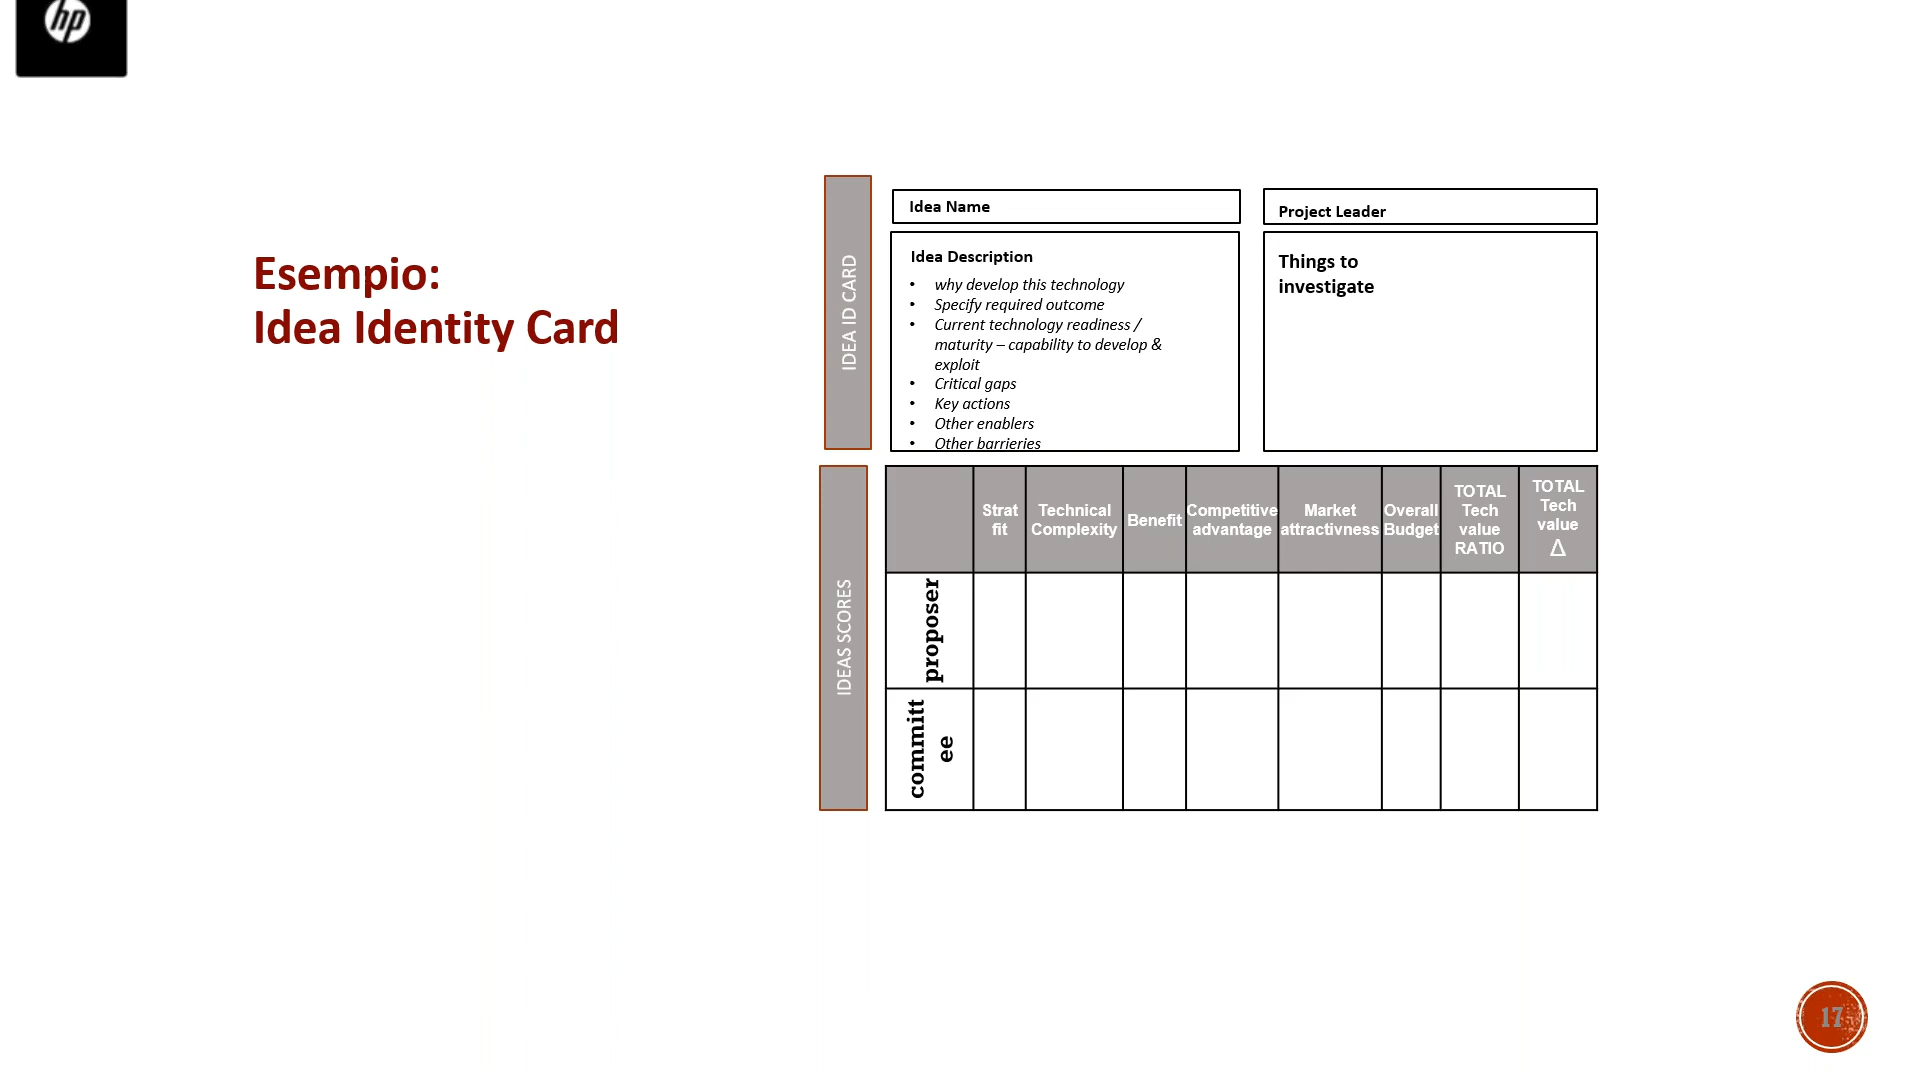 hp
Esempio:
Idea Identity Card
IDEA ID CARD
Idea Name
Project Leader
Idea Description
• why develop this technology
• Specify required outcome
• Current technology readiness /
maturity – capability to develop &
exploit
• Critical gaps
• Key actions
• Other enablers
• Other barrieries
Things to
investigate
IDEAS SCORES
Strat
fit
Technical
Complexity
Benefit
Competitive
advantage
Market
attractivness
Overall
Budget
TOTAL
Tech
value
RATIO
TOTAL
Tech
value
Δ
proposer
committ
ee
17